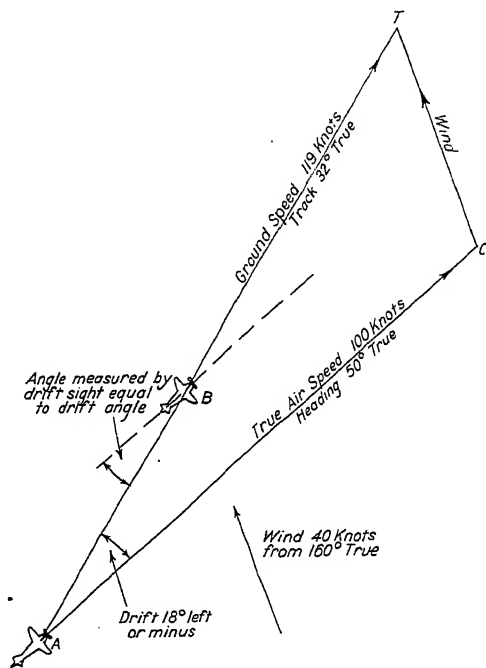 T
Ground Speed 119 Knots
Track 32° True
Wind
C
True Air Speed 100 Knots
Heading 50° True
Angle measured by
drift sight equal
to drift angle
B
Wind 40 Knots
from 160° True
Drift 18° left
or minus
A